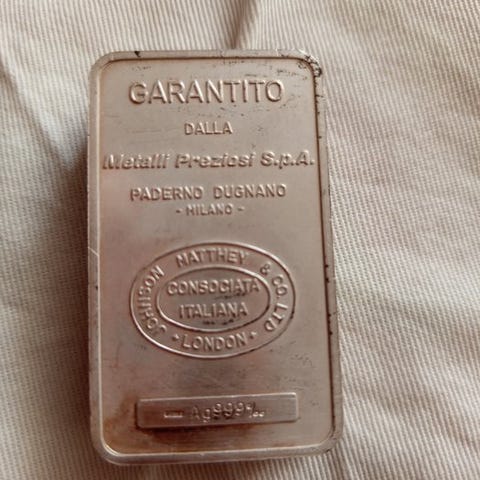 GARANTITO
DALLA
Metalli Preziosi S.p.A.
PADERNO DUGNANO
- MILANO -
JOHNSON MATTHEY & CO. LTD
· LONDON ·
CONSOCIATA
ITALIANA
Ag999‰